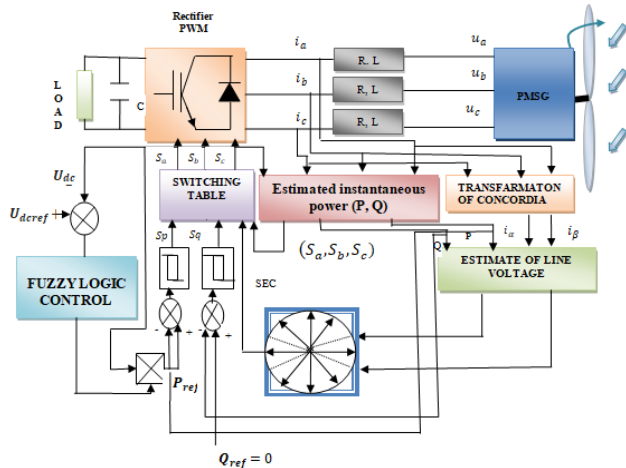 Rectifier
PWM
L
O
A
D
C
i_a
i_b
i_c
R. L
R, L
R, L
u_a
u_b
u_c
PMSG
U_dc
-
U_dcref +
S_a S_b S_c
SWITCHING
TABLE
Estimated instantaneous
power (P, Q)
TRANSFARMATON
OF CONCORDIA
Sp Sq
(S_a, S_b, S_c)
Q P
i_α i_β
ESTIMATE OF LINE
VOLTAGE
FUZZY LOGIC
CONTROL
SEC
- + - +
P_ref
Q_ref = 0